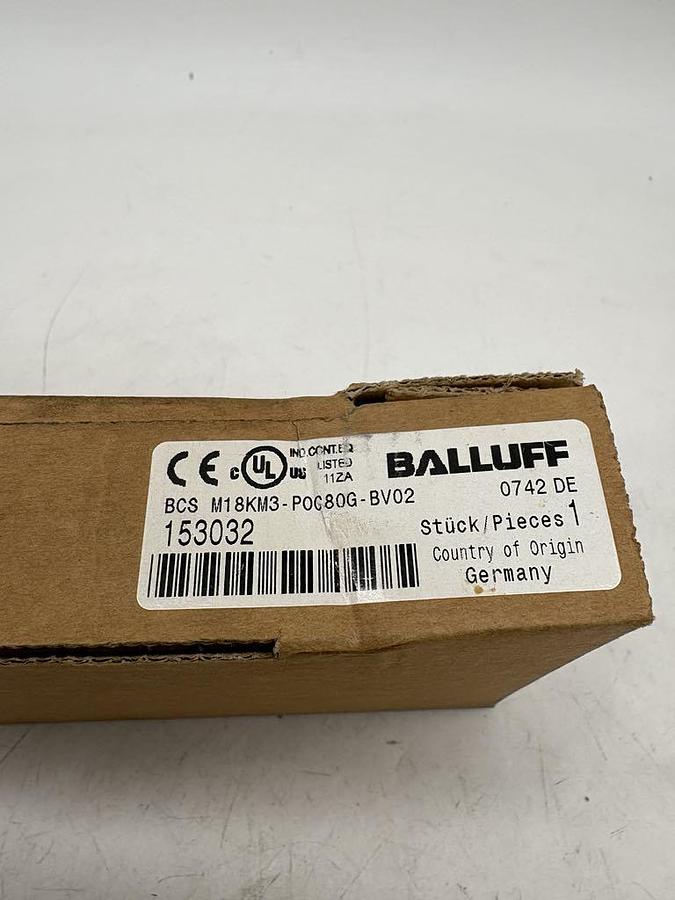 CE c UL us IND.CONT.EQ
LISTED
11ZA
BALLUFF
BCS M18KM3-POC80G-BV02
0742 DE
153032
Stück/Pieces 1
Country of Origin
Germany